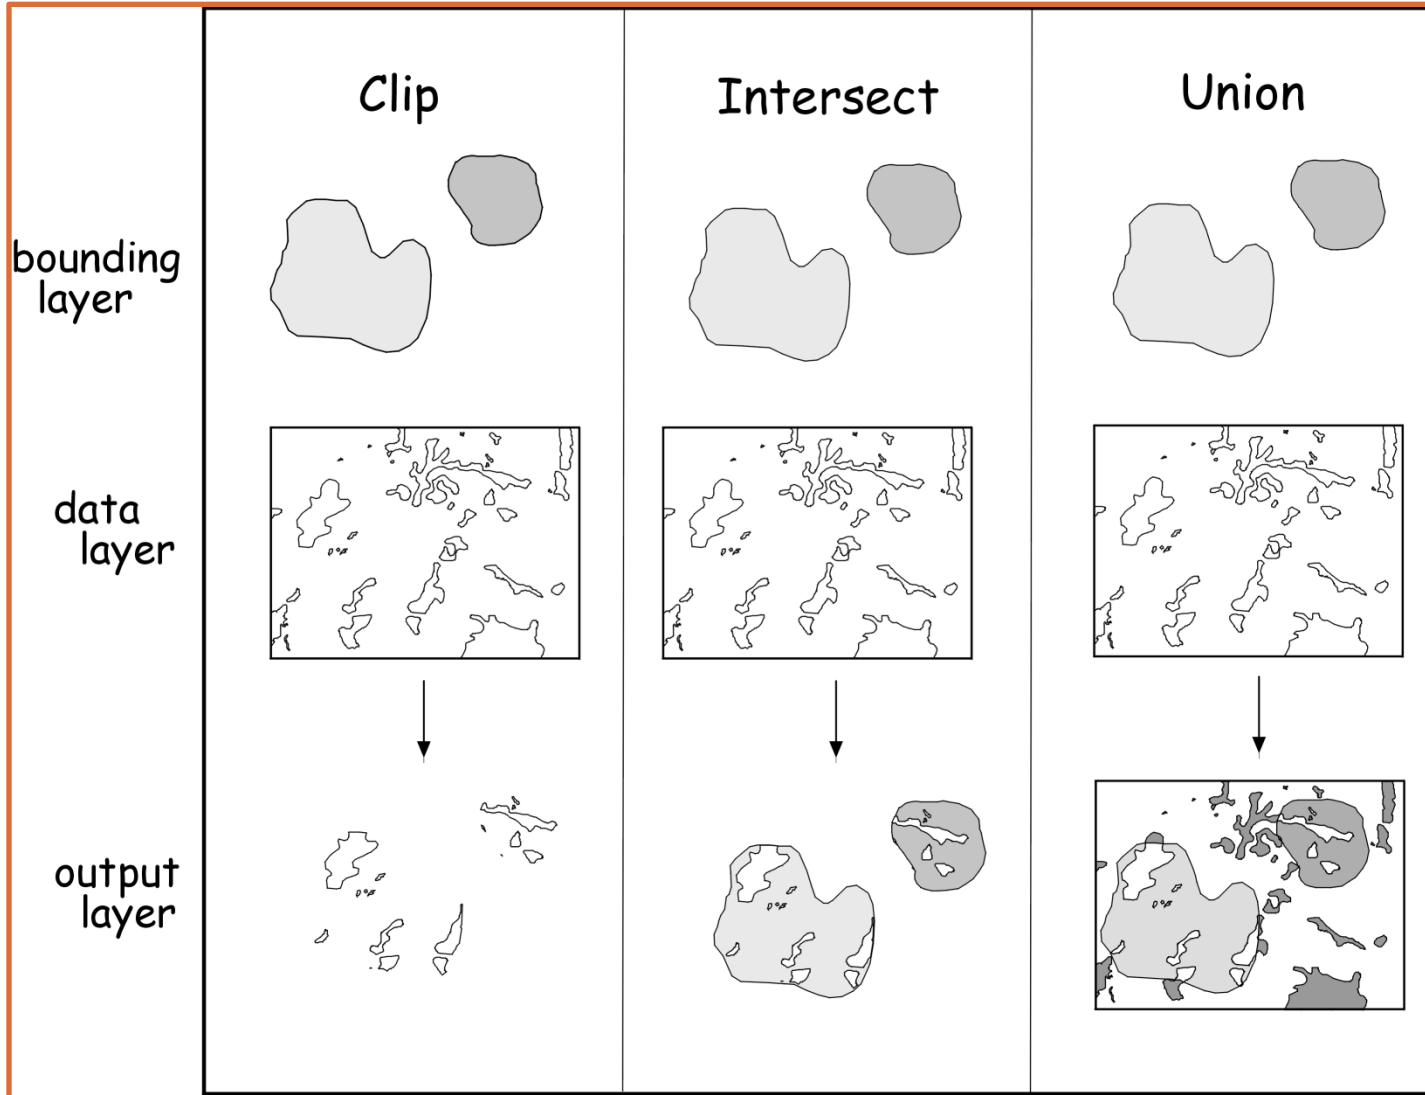 Clip
Intersect
Union
bounding
layer
data
layer
output
layer